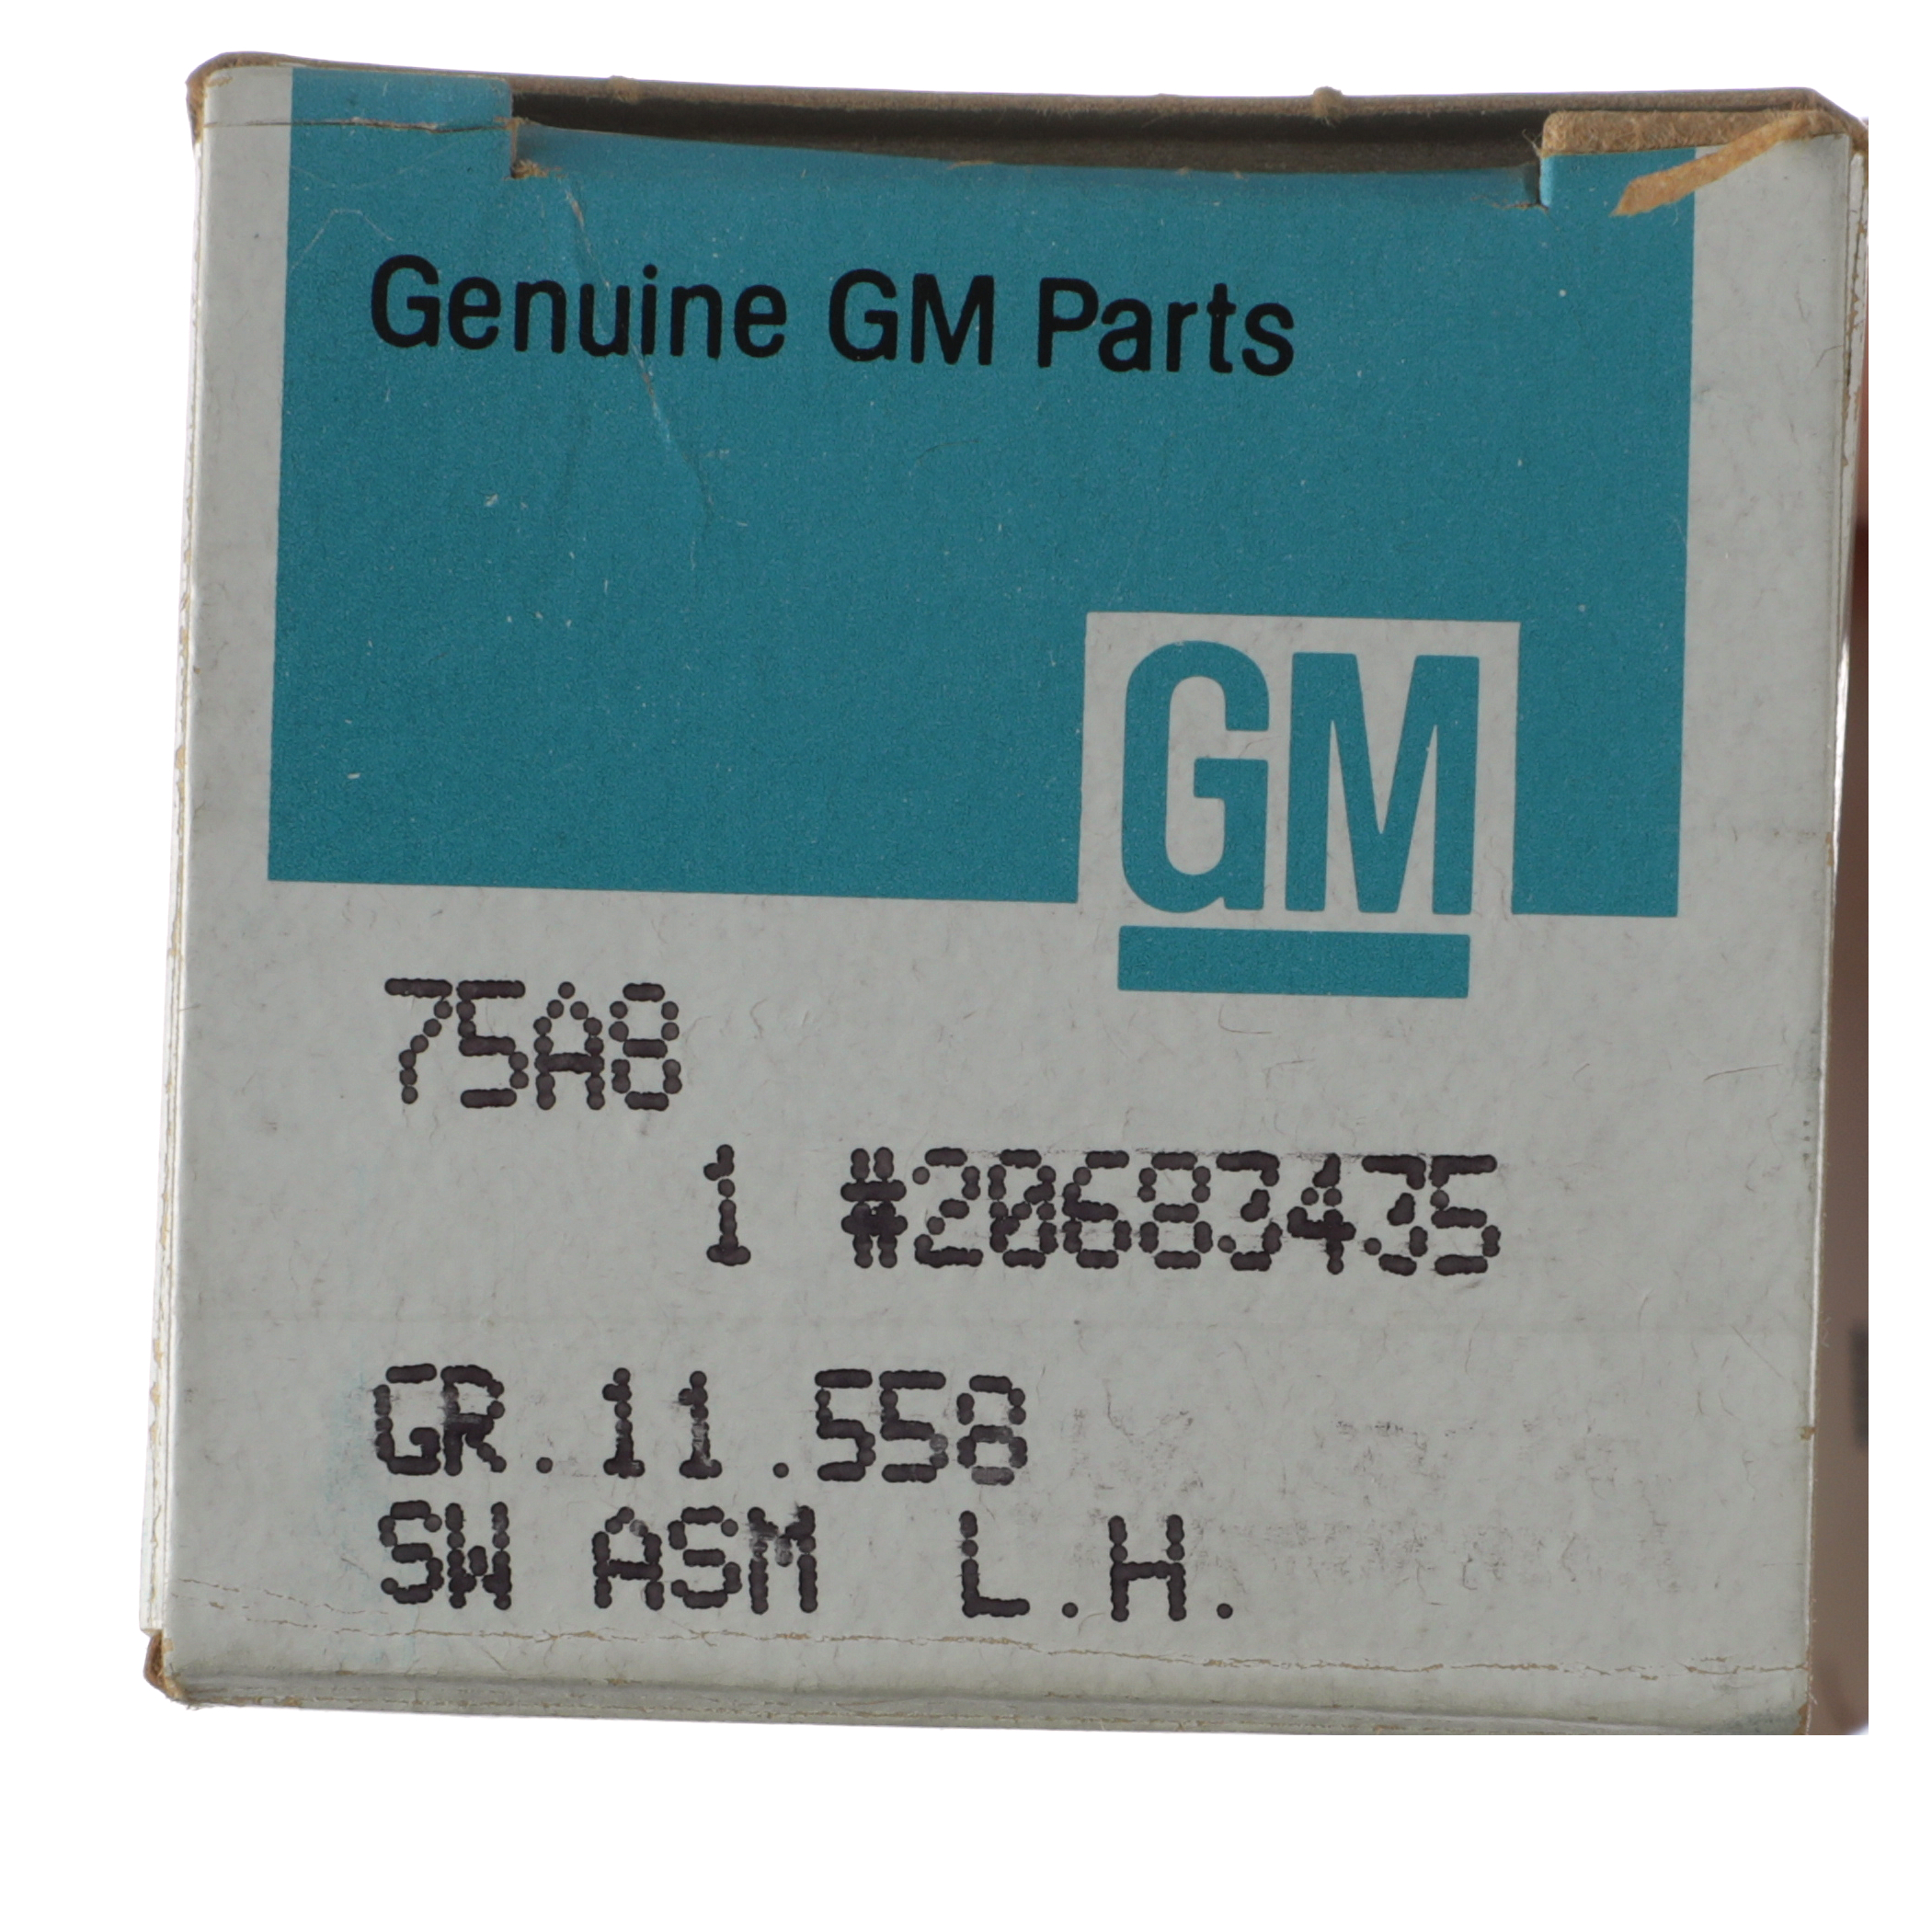 Genuine GM Parts
GM
75A8
1 #20683435
GR.11.558
SW ASM L.H.